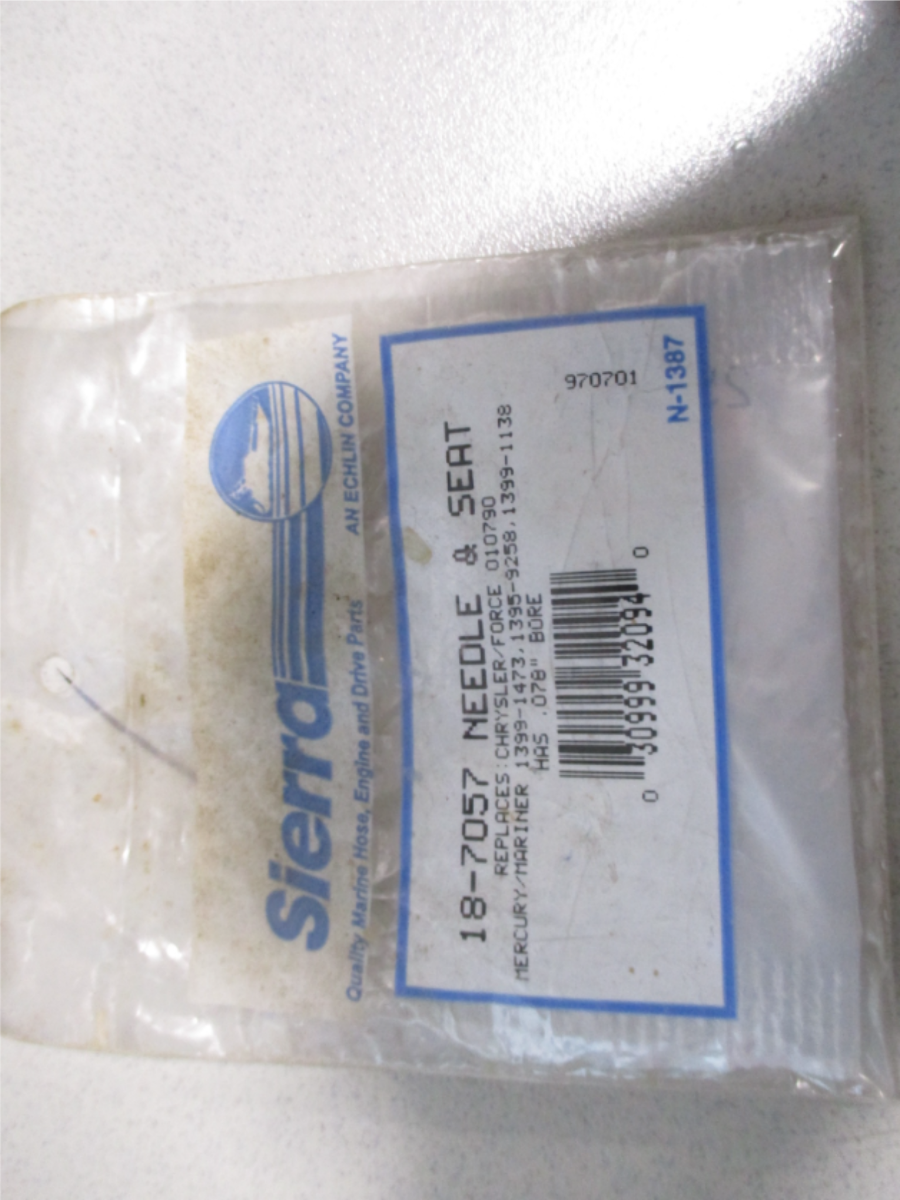 Sierra
Quality Marine Hose, Engine and Drive Parts AN ECHLIN COMPANY
18-7057 NEEDLE & SEAT
REPLACES:CHRYSLER/FORCE 010790
MERCURY/MARINER 1399-1473,1395-9258,1399-1138
HAS .078" BORE
0 30999 32094 0
970701
N-1387